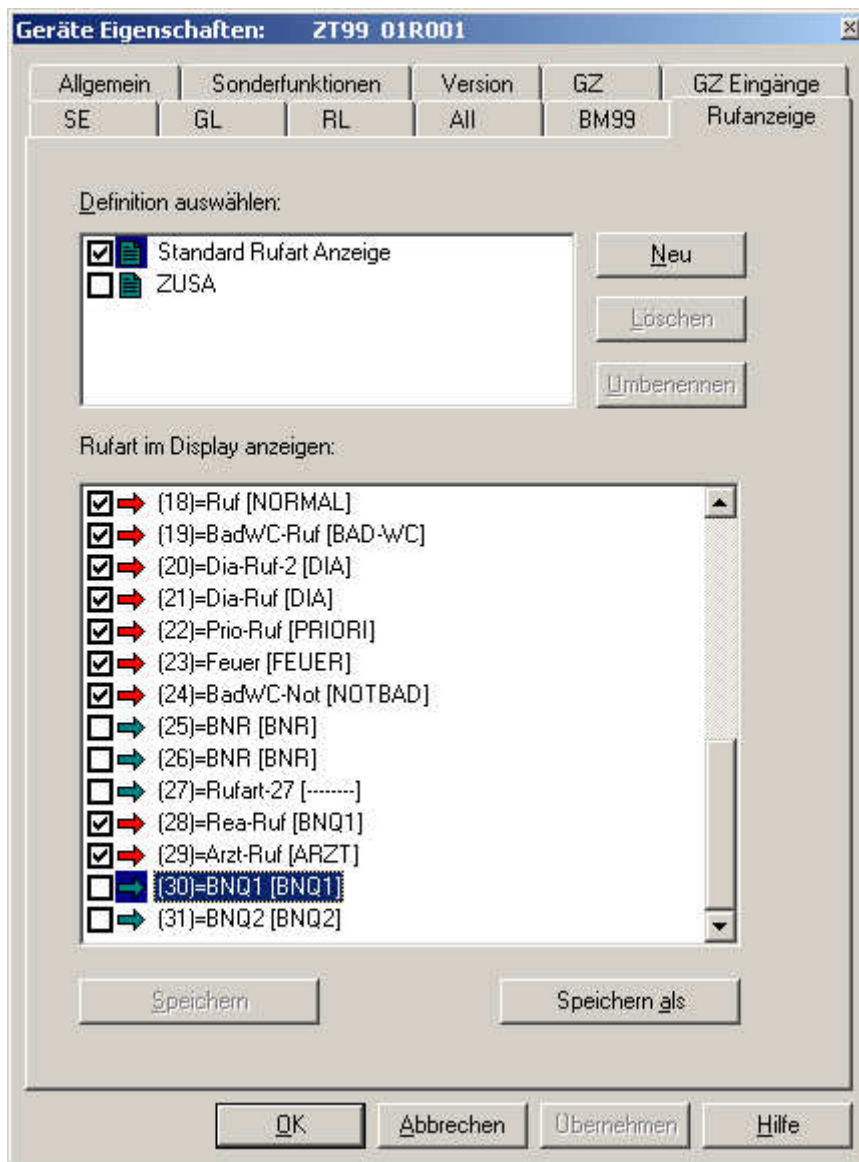 Geräte Eigenschaften: ZT99 01R001
Allgemein Sonderfunktionen Version GZ GZ Eingänge
SE GL RL All BM99 Rufanzeige
Definition auswählen:
Standard Rufart Anzeige
ZUSA
Neu
Löschen
Umbenennen
Rufart im Display anzeigen:
(18)=Ruf [NORMAL]
(19)=BadWC-Ruf [BAD-WC]
(20)=Dia-Ruf-2 [DIA]
(21)=Dia-Ruf [DIA]
(22)=Prio-Ruf [PRIORI]
(23)=Feuer [FEUER]
(24)=BadWC-Not [NOTBAD]
(25)=BNR [BNR]
(26)=BNR [BNR]
(27)=Rufart-27 [-------]
(28)=Rea-Ruf [BNQ1]
(29)=Arzt-Ruf [ARZT]
(30)=BNQ1 [BNQ1]
(31)=BNQ2 [BNQ2]
Speichern Speichern als
OK Abbrechen Übernehmen Hilfe